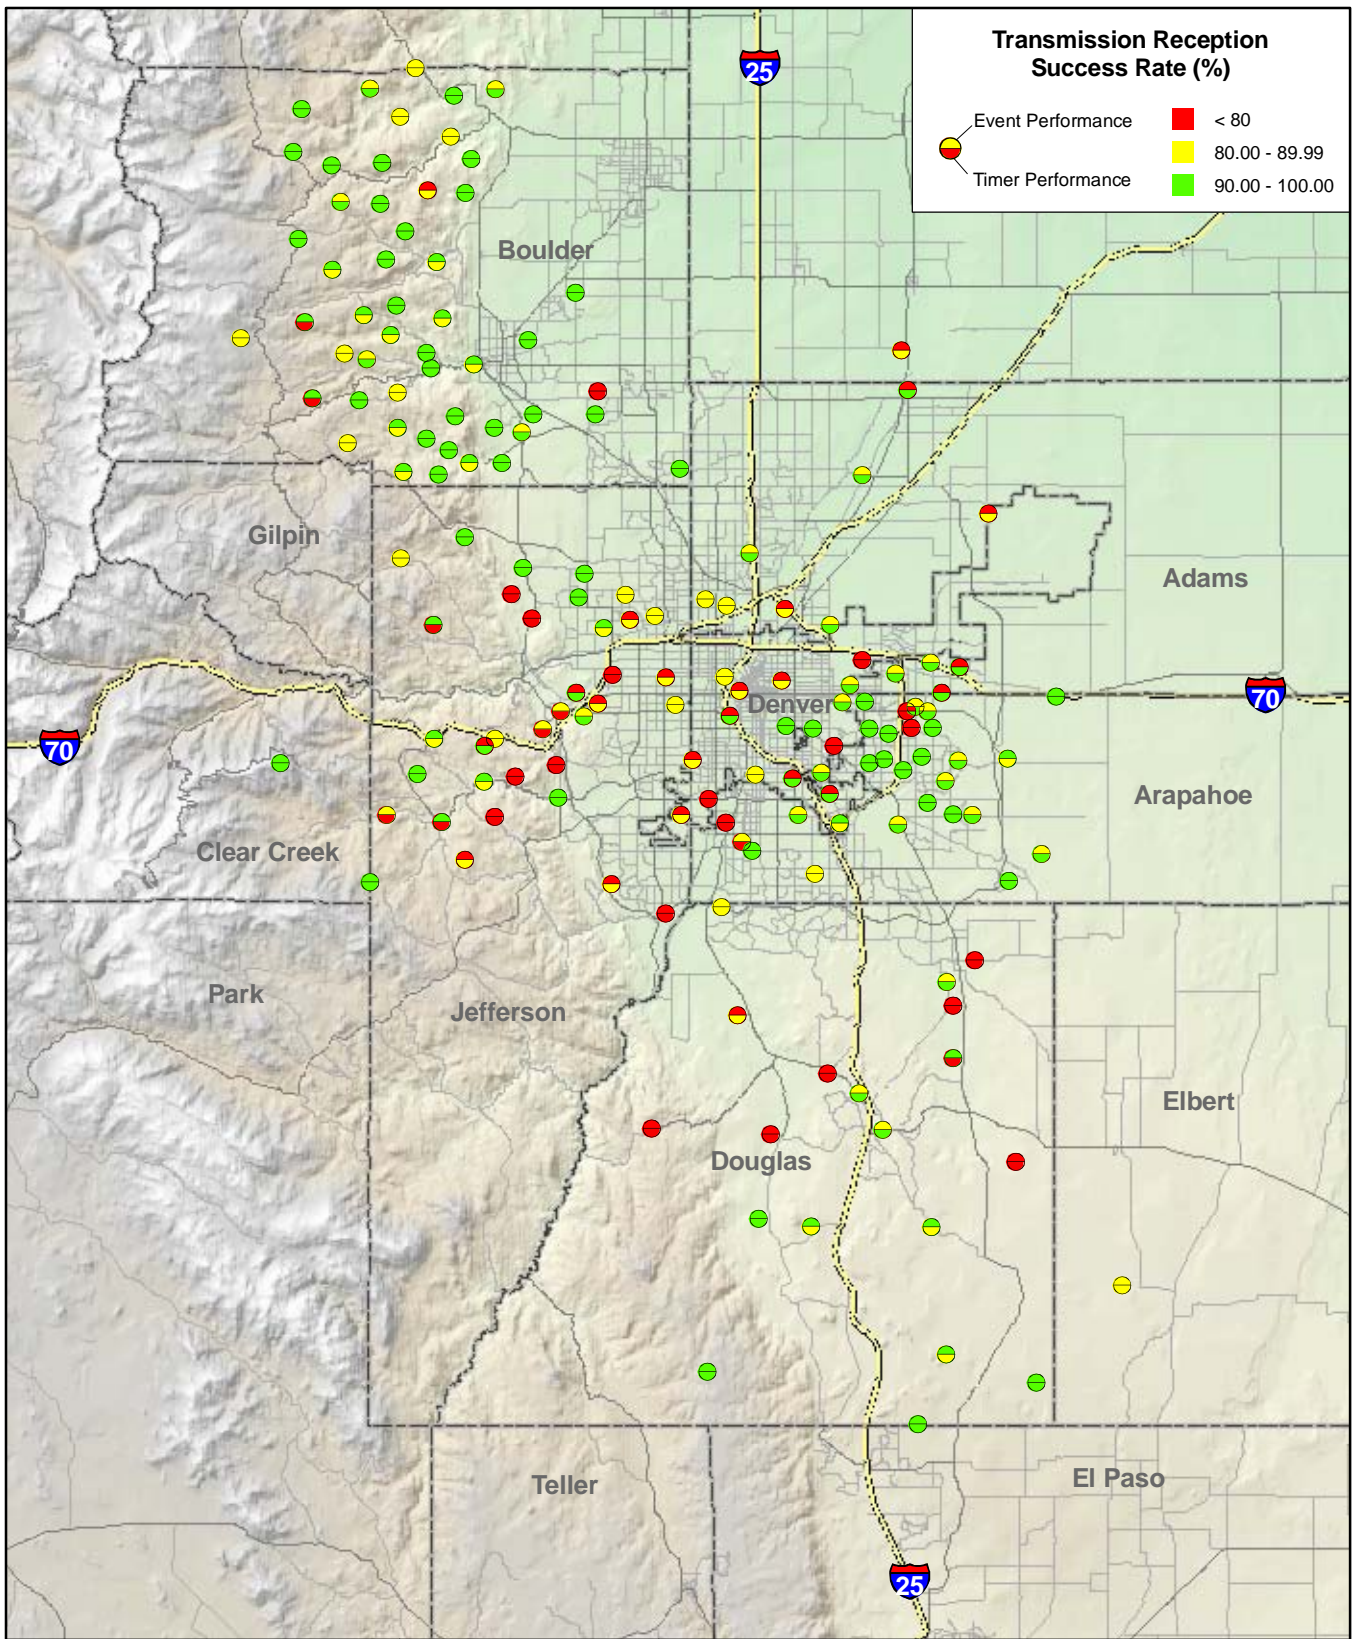 Transmission Reception
Success Rate (%)
Event Performance
Timer Performance
< 80
80.00 - 89.99
90.00 - 100.00
25
Boulder
Gilpin
Adams
70
Denver
70
Arapahoe
Clear Creek
Park
Jefferson
Elbert
Douglas
Teller
El Paso
25